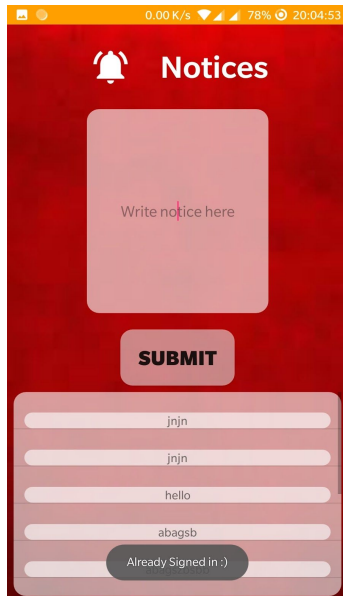 0.00 K/s 78% 20:04:53
Notices
Write notice here
SUBMIT
jnjn
jnjn
hello
abagsb
Already Signed in :)